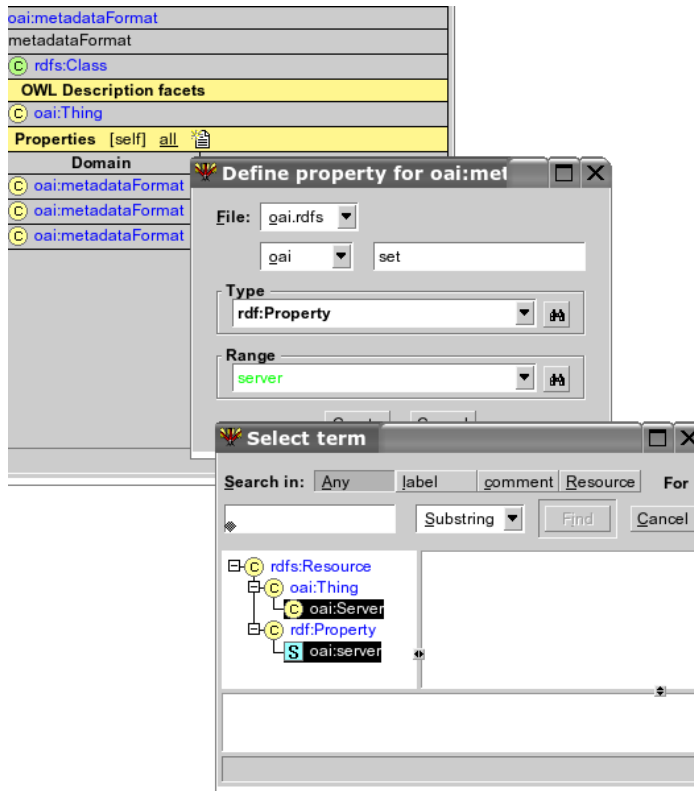 oai:metadataFormat
metadataFormat
C rdfs:Class
OWL Description facets
C oai:Thing
Properties [self] all
Domain
C oai:metadataFormat
C oai:metadataFormat
C oai:metadataFormat
Define property for oai:met
File: oai.rdfs
oai set
Type
rdf:Property
Range
server
Select term
Search in: Any label comment Resource For
Substring Find Cancel
C rdfs:Resource
C oai:Thing
C oai:Server
C rdf:Property
S oai:server